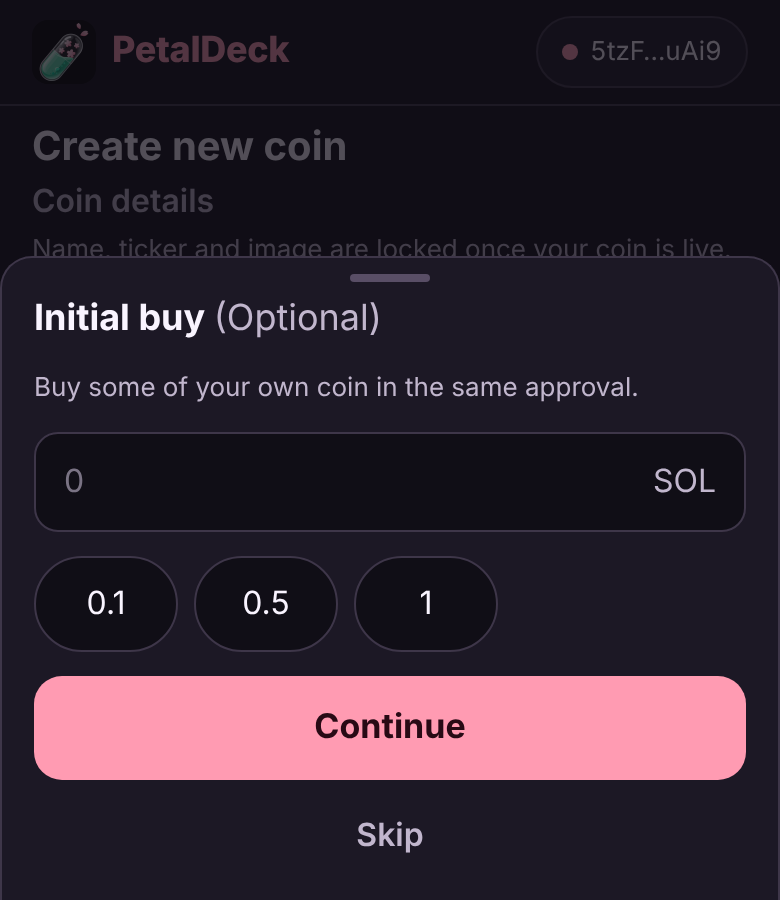 PetalDeck
5tzF...uAi9
Create new coin
Coin details
Name, ticker and image are locked once your coin is live.
Initial buy (Optional)
Buy some of your own coin in the same approval.
0 SOL
0.1 0.5 1
Continue
Skip